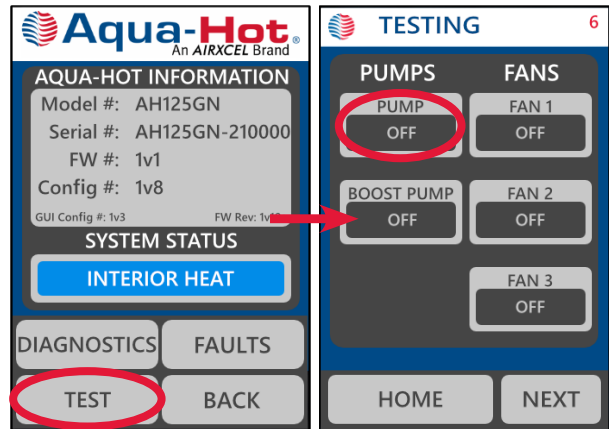 Aqua-Hot®
An AIRXCEL Brand
AQUA-HOT INFORMATION
Model #: AH125GN
Serial #: AH125GN-210000
FW #: 1v1
Config #: 1v8
GUI Config #: 1v3 FW Rev:
SYSTEM STATUS
INTERIOR HEAT
DIAGNOSTICS FAULTS
TEST BACK
TESTING 6
PUMPS FANS
PUMP FAN 1
OFF OFF
BOOST PUMP FAN 2
OFF OFF
FAN 3
OFF
HOME NEXT